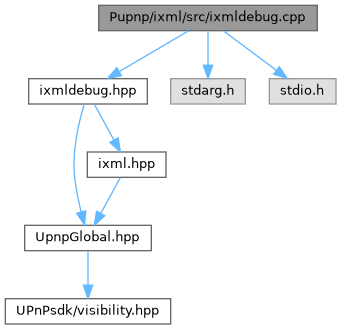 Pupnp/ixml/src/ixmldebug.cpp
ixmldebug.hpp
stdarg.h
stdio.h
ixml.hpp
UpnpGlobal.hpp
UPnPsdk/visibility.hpp